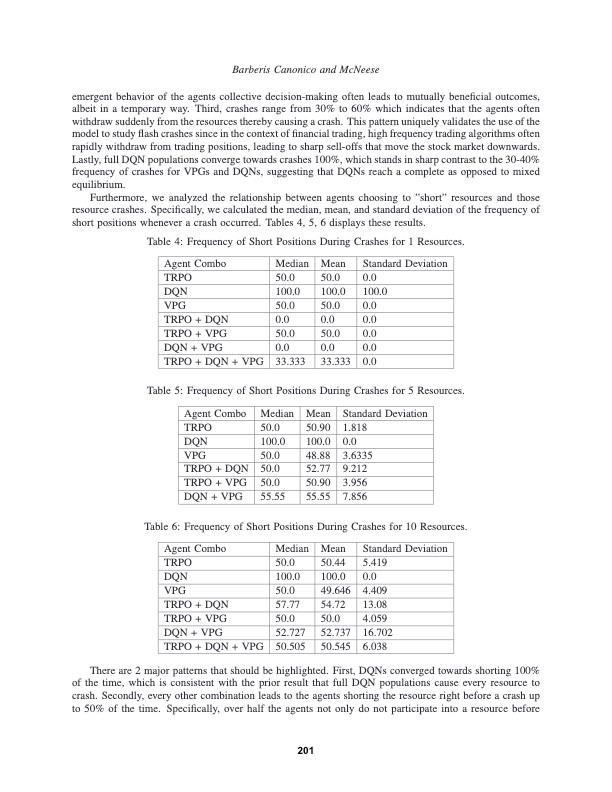 Barberis Canonico and McNeese
emergent behavior of the agents collective decision-making often leads to mutually beneficial outcomes,
albeit in a temporary way. Third, crashes range from 30% to 60% which indicates that the agents often
withdraw suddenly from the resources thereby causing a crash. This pattern uniquely validates the use of the
model to study flash crashes since in the context of financial trading, high frequency trading algorithms often
rapidly withdraw from trading positions, leading to sharp sell-offs that move the stock market downwards.
Lastly, full DQN populations converge towards crashes 100%, which stands in sharp contrast to the 30-40%
frequency of crashes for VPGs and DQNs, suggesting that DQNs reach a complete as opposed to mixed
equilibrium.
Furthermore, we analyzed the relationship between agents choosing to "short" resources and those
resource crashes. Specifically, we calculated the median, mean, and standard deviation of the frequency of
short positions whenever a crash occurred. Tables 4, 5, 6 displays these results.
Table 4: Frequency of Short Positions During Crashes for 1 Resources.
Agent Combo Median Mean Standard Deviation
TRPO 50.0 50.0 0.0
DQN 100.0 100.0 100.0
VPG 50.0 50.0 0.0
TRPO + DQN 0.0 0.0 0.0
TRPO + VPG 50.0 50.0 0.0
DQN + VPG 0.0 0.0 0.0
TRPO + DQN + VPG 33.333 33.333 0.0
Table 5: Frequency of Short Positions During Crashes for 5 Resources.
Agent Combo Median Mean Standard Deviation
TRPO 50.0 50.90 1.818
DQN 100.0 100.0 0.0
VPG 50.0 48.88 3.6335
TRPO + DQN 50.0 52.77 9.212
TRPO + VPG 50.0 50.90 3.956
DQN + VPG 55.55 55.55 7.856
Table 6: Frequency of Short Positions During Crashes for 10 Resources.
Agent Combo Median Mean Standard Deviation
TRPO 50.0 50.44 5.419
DQN 100.0 100.0 0.0
VPG 50.0 49.646 4.409
TRPO + DQN 57.77 54.72 13.08
TRPO + VPG 50.0 50.0 4.059
DQN + VPG 52.727 52.737 16.702
TRPO + DQN + VPG 50.505 50.545 6.038
There are 2 major patterns that should be highlighted. First, DQNs converged towards shorting 100%
of the time, which is consistent with the prior result that full DQN populations cause every resource to
crash. Secondly, every other combination leads to the agents shorting the resource right before a crash up
to 50% of the time. Specifically, over half the agents not only do not participate into a resource before
201